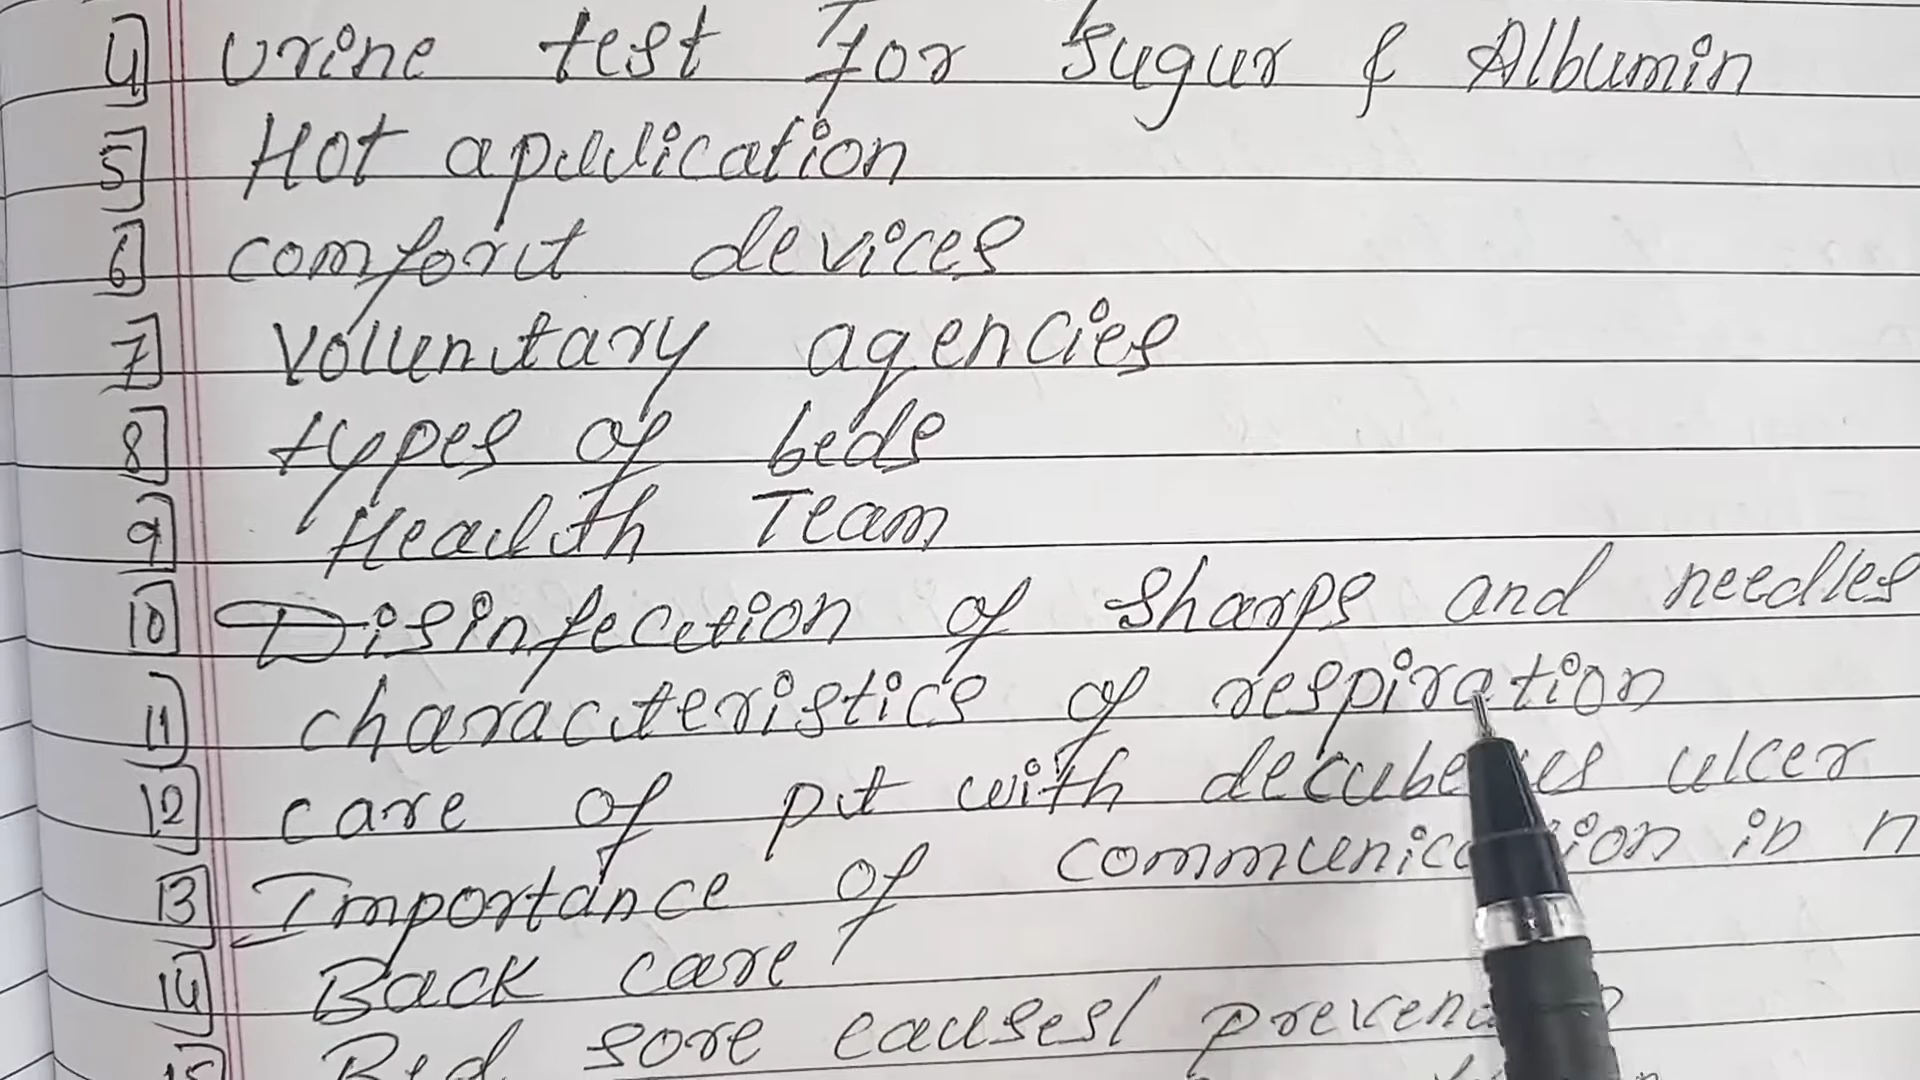 4] Urine test For Sugur & Albumin
5] Hot application
6] comfort devices
7] Voluntary agencies
8] types of beds
9] Health Team
10] Disinfection of sharps and needles
11] characteristics of respiration
12] care of pt with ulcer
13] Importance of in
14] Back care
15] Bed sore causes/